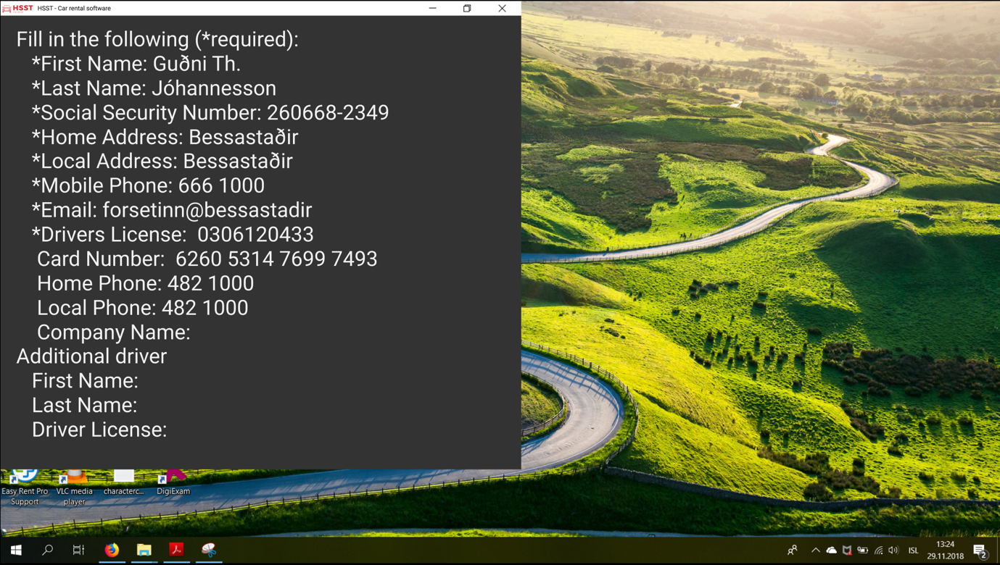 HSST HSST - Car rental software
Fill in the following (*required):
*First Name: Guðni Th.
*Last Name: Jóhannesson
*Social Security Number: 260668-2349
*Home Address: Bessastaðir
*Local Address: Bessastaðir
*Mobile Phone: 666 1000
*Email: forsetinn@bessastadir
*Drivers License: 0306120433
Card Number: 6260 5314 7699 7493
Home Phone: 482 1000
Local Phone: 482 1000
Company Name:
Additional driver
First Name:
Last Name:
Driver License:
Easy Rent Pro Support
VLC media player
characterc...
DigiExam
ISL
13:24
29.11.2018
2